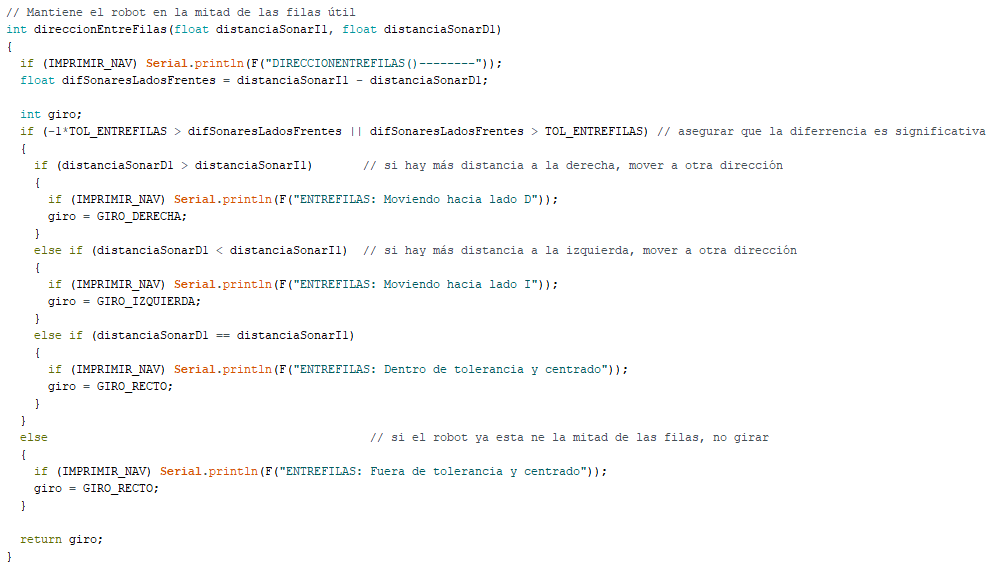 // Mantiene el robot en la mitad de las filas útil
int direccionEntreFilas(float distanciaSonarI1, float distanciaSonarD1)
{
  if (IMPRIMIR_NAV) Serial.println(F("DIRECCIONENTREFILAS()--------"));
  float difSonaresLadosFrentes = distanciaSonarI1 - distanciaSonarD1;

  int giro;
  if (-1*TOL_ENTREFILAS > difSonaresLadosFrentes || difSonaresLadosFrentes > TOL_ENTREFILAS) // asegurar que la diferrencia es significativa
  {
    if (distanciaSonarD1 > distanciaSonarI1)       // si hay más distancia a la derecha, mover a otra dirección
    {
      if (IMPRIMIR_NAV) Serial.println(F("ENTREFILAS: Moviendo hacia lado D"));
      giro = GIRO_DERECHA;
    }
    else if (distanciaSonarD1 < distanciaSonarI1)  // si hay más distancia a la izquierda, mover a otra dirección
    {
      if (IMPRIMIR_NAV) Serial.println(F("ENTREFILAS: Moviendo hacia lado I"));
      giro = GIRO_IZQUIERDA;
    }
    else if (distanciaSonarD1 == distanciaSonarI1)
    {
      if (IMPRIMIR_NAV) Serial.println(F("ENTREFILAS: Dentro de tolerancia y centrado"));
      giro = GIRO_RECTO;
    }
  }
  else                                              // si el robot ya esta ne la mitad de las filas, no girar
  {
    if (IMPRIMIR_NAV) Serial.println(F("ENTREFILAS: Fuera de tolerancia y centrado"));
    giro = GIRO_RECTO;
  }

  return giro;
}